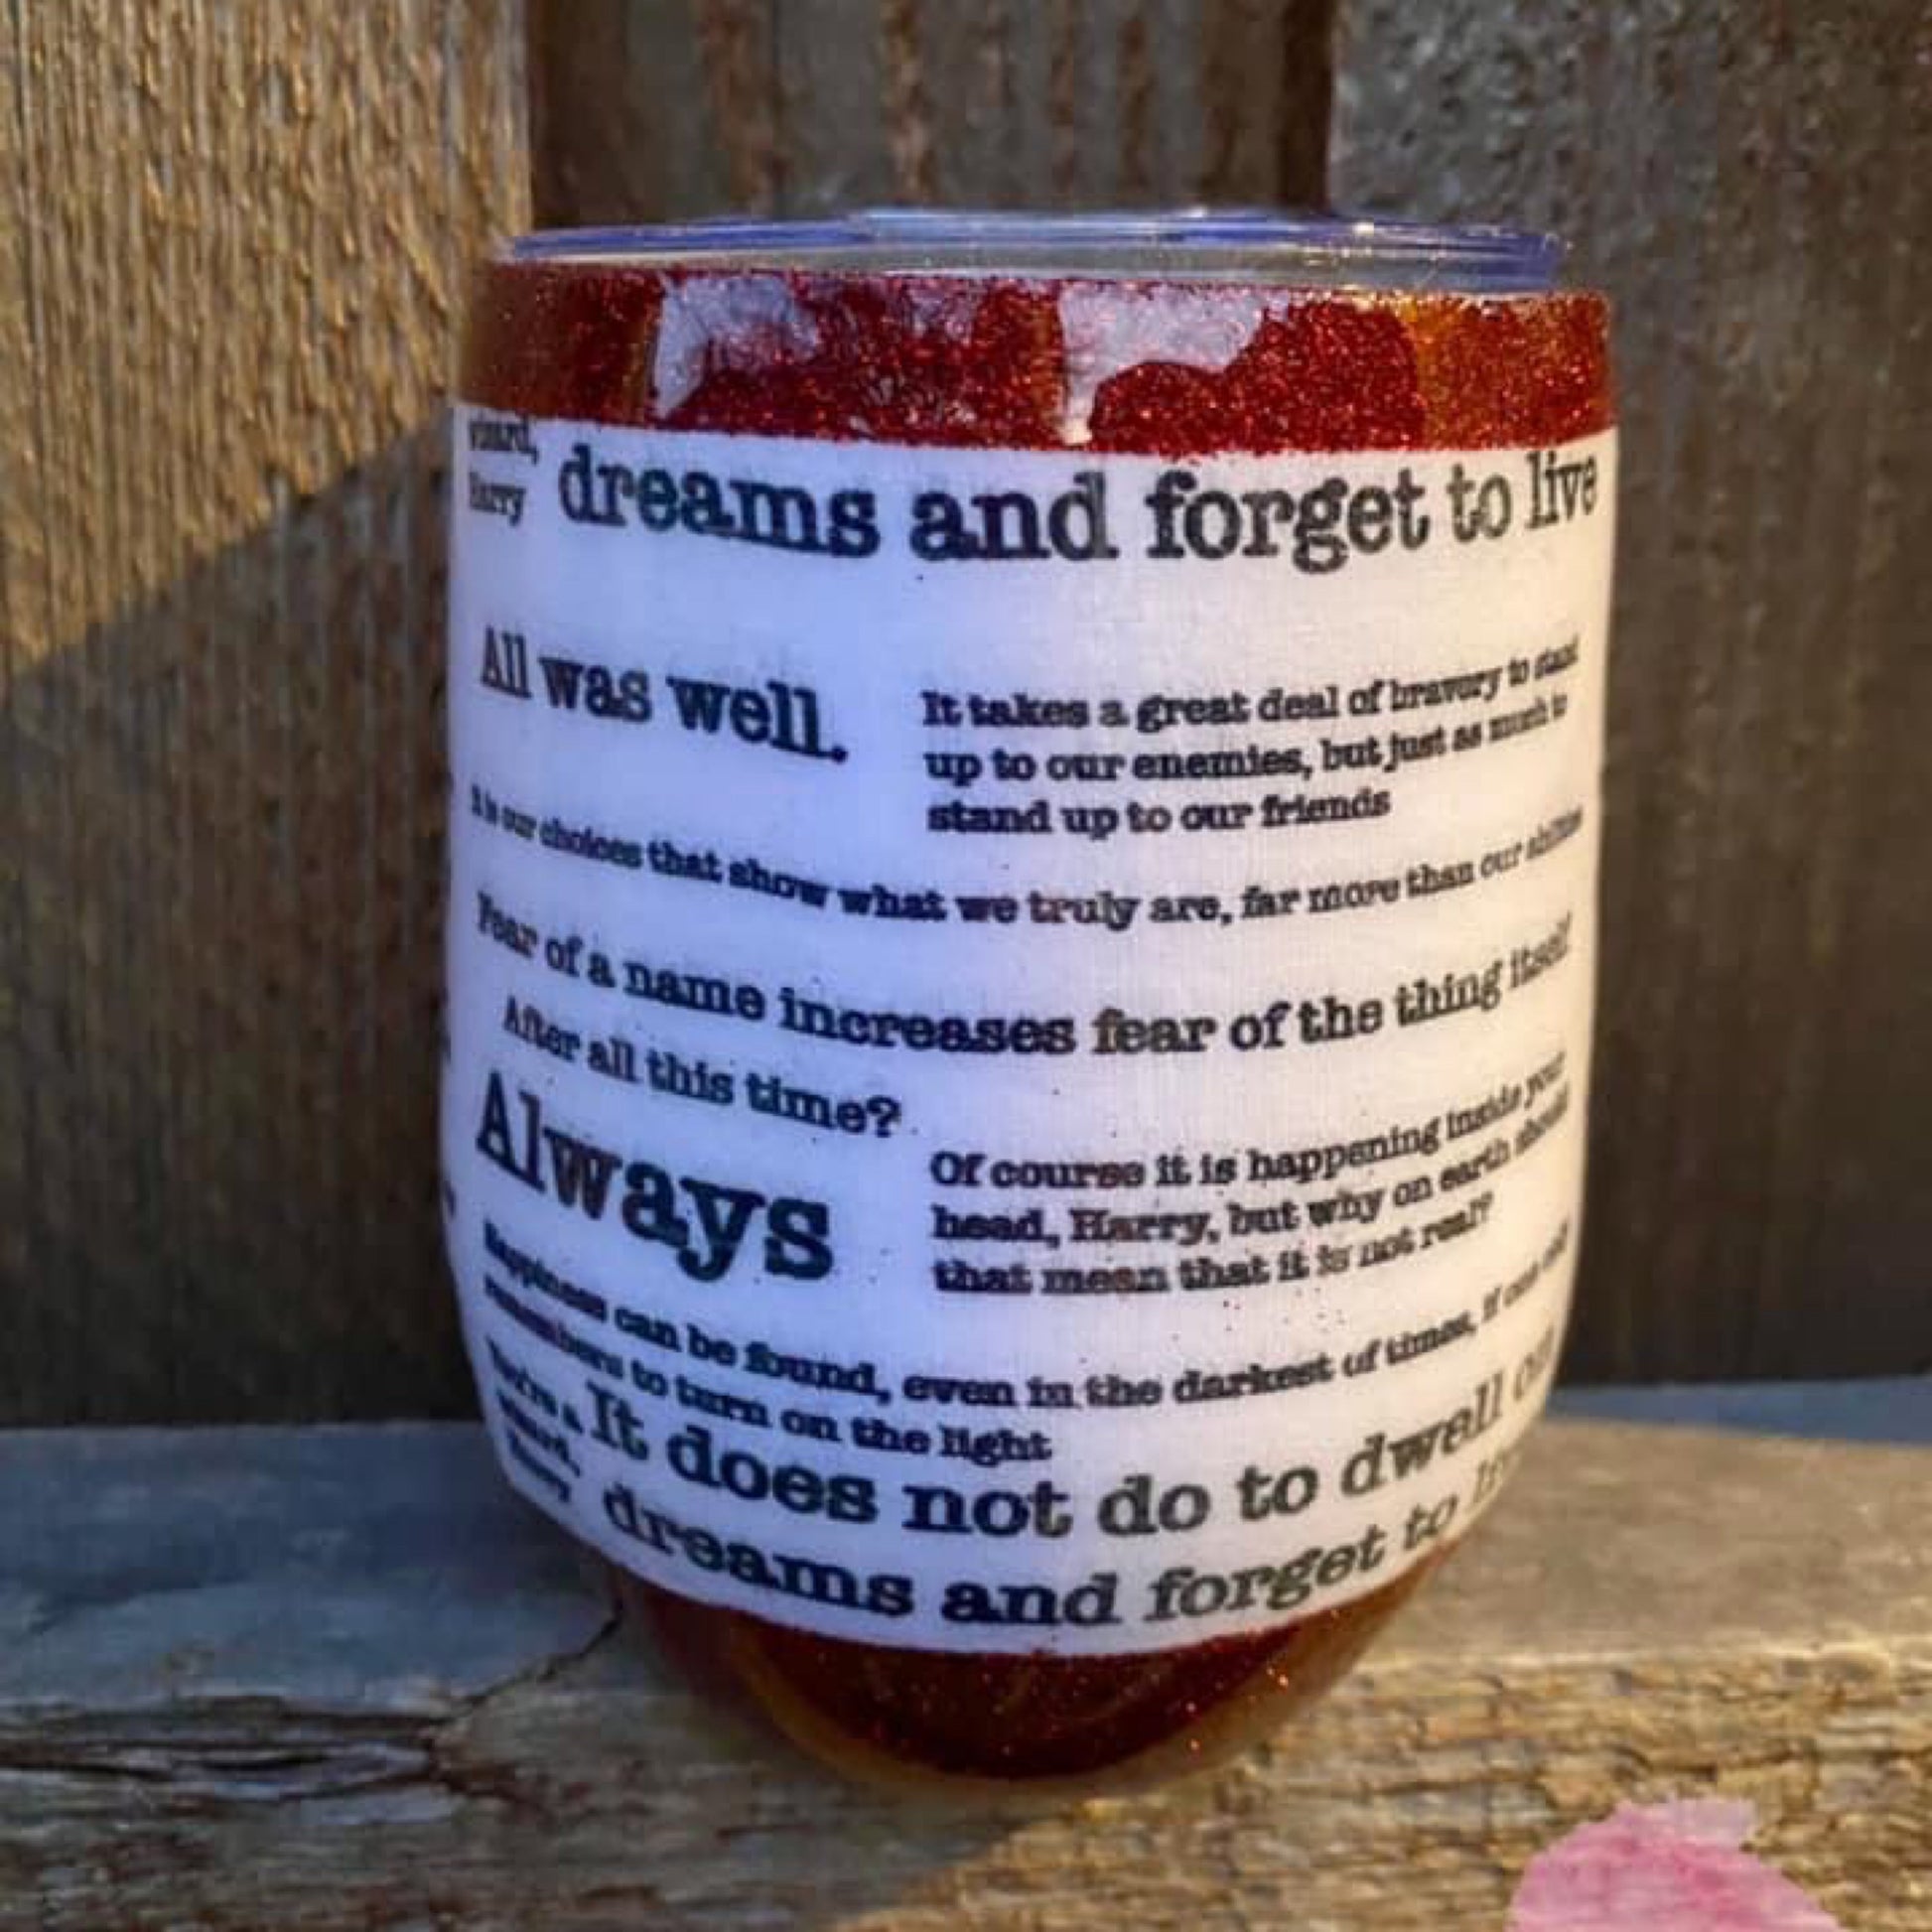 wizard,
Harry
dreams and forget to live
All was well.
It takes a great deal of bravery to stand
up to our enemies, but just as much to
stand up to our friends
It is our choices that show what we truly are, far more than our abilities
Fear of a name increases fear of the thing itself
After all this time?
Always
Of course it is happening inside your
head, Harry, but why on earth should
that mean that it is not real?
Happiness can be found, even in the darkest of times, if one only
remembers to turn on the light
You're a
wizard,
Harry
It does not do to dwell on
dreams and forget to